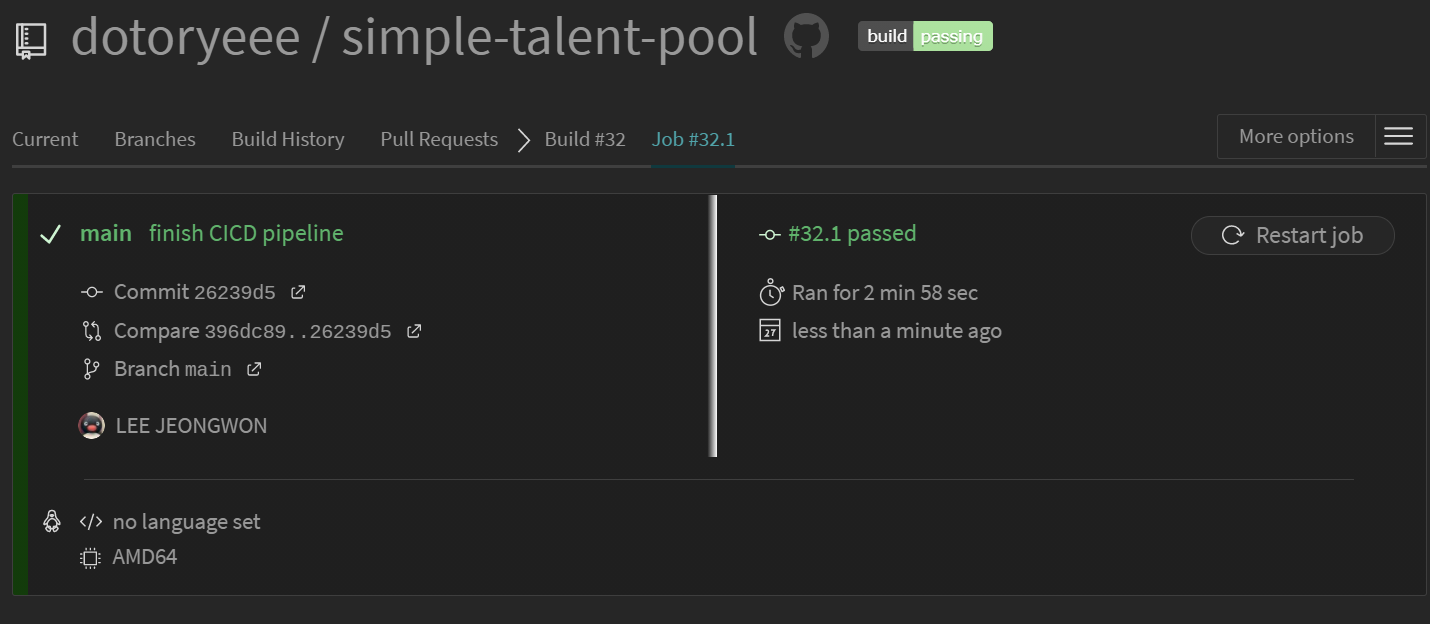 dotoryeee / simple-talent-pool build passing
Current Branches Build History Pull Requests Build #32 Job #32.1 More options
main finish CICD pipeline
Commit 26239d5
Compare 396dc89..26239d5
Branch main
LEE JEONGWON
#32.1 passed
Restart job
Ran for 2 min 58 sec
27 less than a minute ago
</> no language set
AMD64